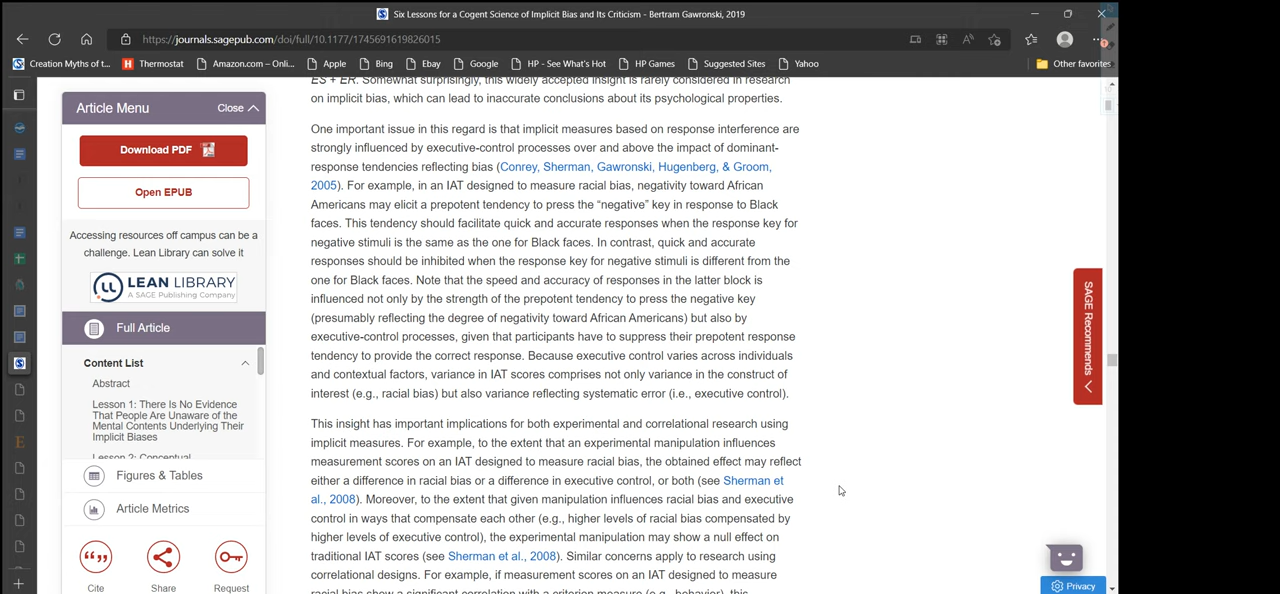 Six Lessons for a Cogent Science of Implicit Bias and Its Criticism - Bertram Gawronski, 2019
https://journals.sagepub.com/doi/full/10.1177/1745691619826015
Creation Myths of t... Thermostat Amazon.com – Onli... Apple Bing Ebay Google HP - See What's Hot HP Games Suggested Sites Yahoo Other favorites
Article Menu Close
Download PDF
Open EPUB
Accessing resources off campus can be a
challenge. Lean Library can solve it
LEAN LIBRARY
A SAGE Publishing Company
Full Article
Content List
Abstract
Lesson 1: There Is No Evidence
That People Are Unaware of the
Mental Contents Underlying Their
Implicit Biases
Lesson 2: Conceptual
Figures & Tables
Article Metrics
Cite Share Request
ES + ER. Somewhat surprisingly, this widely accepted insight is rarely considered in research
on implicit bias, which can lead to inaccurate conclusions about its psychological properties.
One important issue in this regard is that implicit measures based on response interference are
strongly influenced by executive-control processes over and above the impact of dominant-
response tendencies reflecting bias (Conrey, Sherman, Gawronski, Hugenberg, & Groom,
2005). For example, in an IAT designed to measure racial bias, negativity toward African
Americans may elicit a prepotent tendency to press the “negative” key in response to Black
faces. This tendency should facilitate quick and accurate responses when the response key for
negative stimuli is the same as the one for Black faces. In contrast, quick and accurate
responses should be inhibited when the response key for negative stimuli is different from the
one for Black faces. Note that the speed and accuracy of responses in the latter block is
influenced not only by the strength of the prepotent tendency to press the negative key
(presumably reflecting the degree of negativity toward African Americans) but also by
executive-control processes, given that participants have to suppress their prepotent response
tendency to provide the correct response. Because executive control varies across individuals
and contextual factors, variance in IAT scores comprises not only variance in the construct of
interest (e.g., racial bias) but also variance reflecting systematic error (i.e., executive control).
This insight has important implications for both experimental and correlational research using
implicit measures. For example, to the extent that an experimental manipulation influences
measurement scores on an IAT designed to measure racial bias, the obtained effect may reflect
either a difference in racial bias or a difference in executive control, or both (see Sherman et
al., 2008). Moreover, to the extent that given manipulation influences racial bias and executive
control in ways that compensate each other (e.g., higher levels of racial bias compensated by
higher levels of executive control), the experimental manipulation may show a null effect on
traditional IAT scores (see Sherman et al., 2008). Similar concerns apply to research using
correlational designs. For example, if measurement scores on an IAT designed to measure
racial bias show a significant correlation with a criterion measure (e.g., behavior), this
SAGE Recommends
Privacy